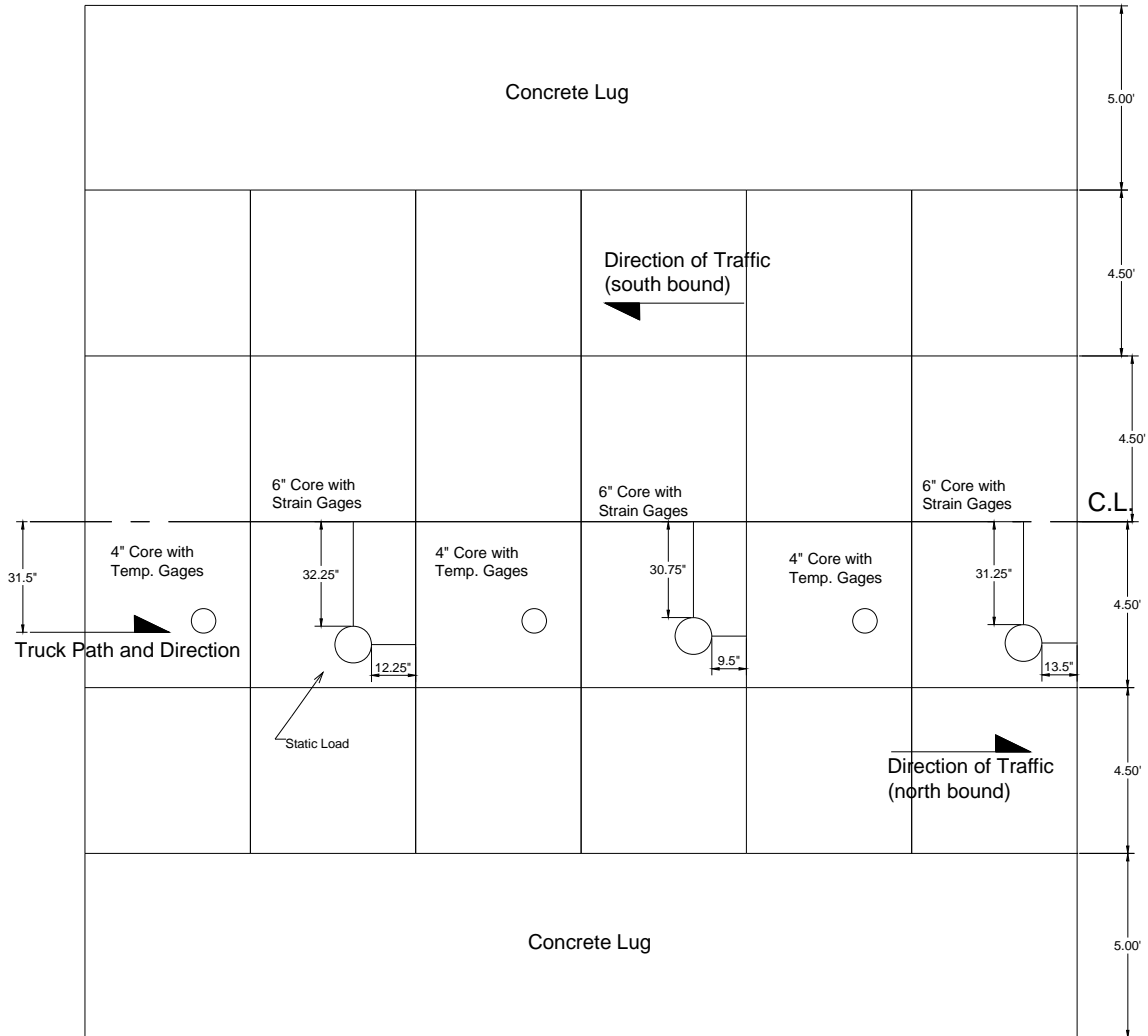 Concrete Lug
5.00'
Direction of Traffic
(south bound)
4.50'
4.50'
6" Core with
Strain Gages
6" Core with
Strain Gages
6" Core with
Strain Gages
C.L.
31.5"
4" Core with
Temp. Gages
32.25"
4" Core with
Temp. Gages
30.75"
4" Core with
Temp. Gages
31.25"
4.50'
Truck Path and Direction
12.25"
9.5"
13.5"
Static Load
Direction of Traffic
(north bound)
4.50'
Concrete Lug
5.00'